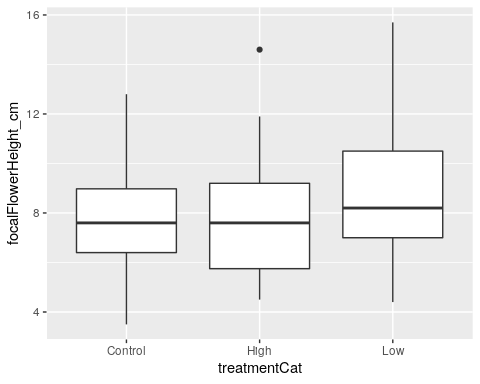 focalFlowerHeight_cm
16
12
8
4
Control High Low
treatmentCat